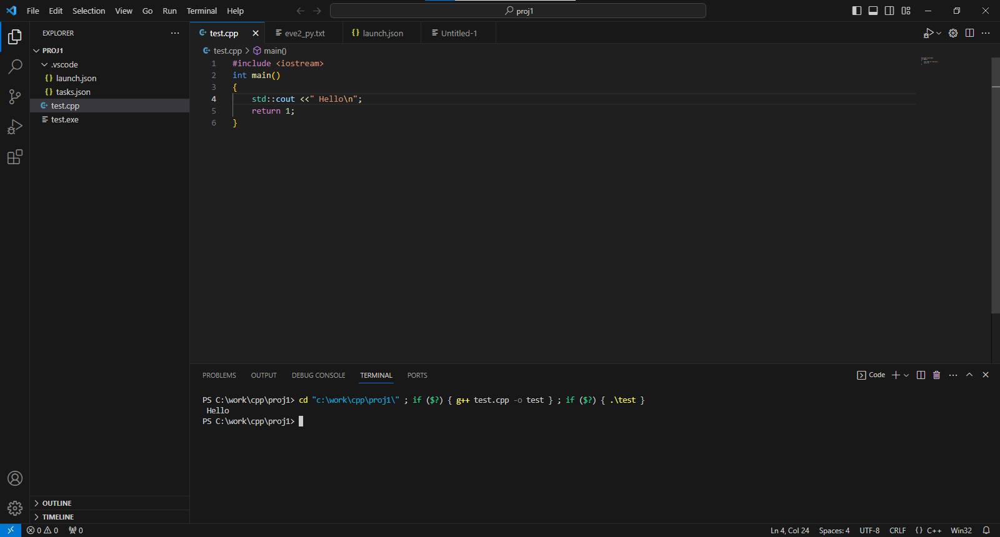 File Edit Selection View Go Run Terminal Help
proj1
EXPLORER
PROJ1
.vscode
launch.json
tasks.json
test.cpp
test.exe
OUTLINE
TIMELINE
test.cpp
eve2_py.txt
launch.json
Untitled-1
test.cpp > main()
1 #include <iostream>
2 int main()
3 {
4 std::cout <<" Hello\n";
5 return 1;
6 }
PROBLEMS OUTPUT DEBUG CONSOLE TERMINAL PORTS
Code
PS C:\work\cpp\proj1> cd "c:\work\cpp\proj1\" ; if ($?) { g++ test.cpp -o test } ; if ($?) { .\test }
 Hello
PS C:\work\cpp\proj1>
0 0 0
Ln 4, Col 24 Spaces: 4 UTF-8 CRLF {} C++ Win32